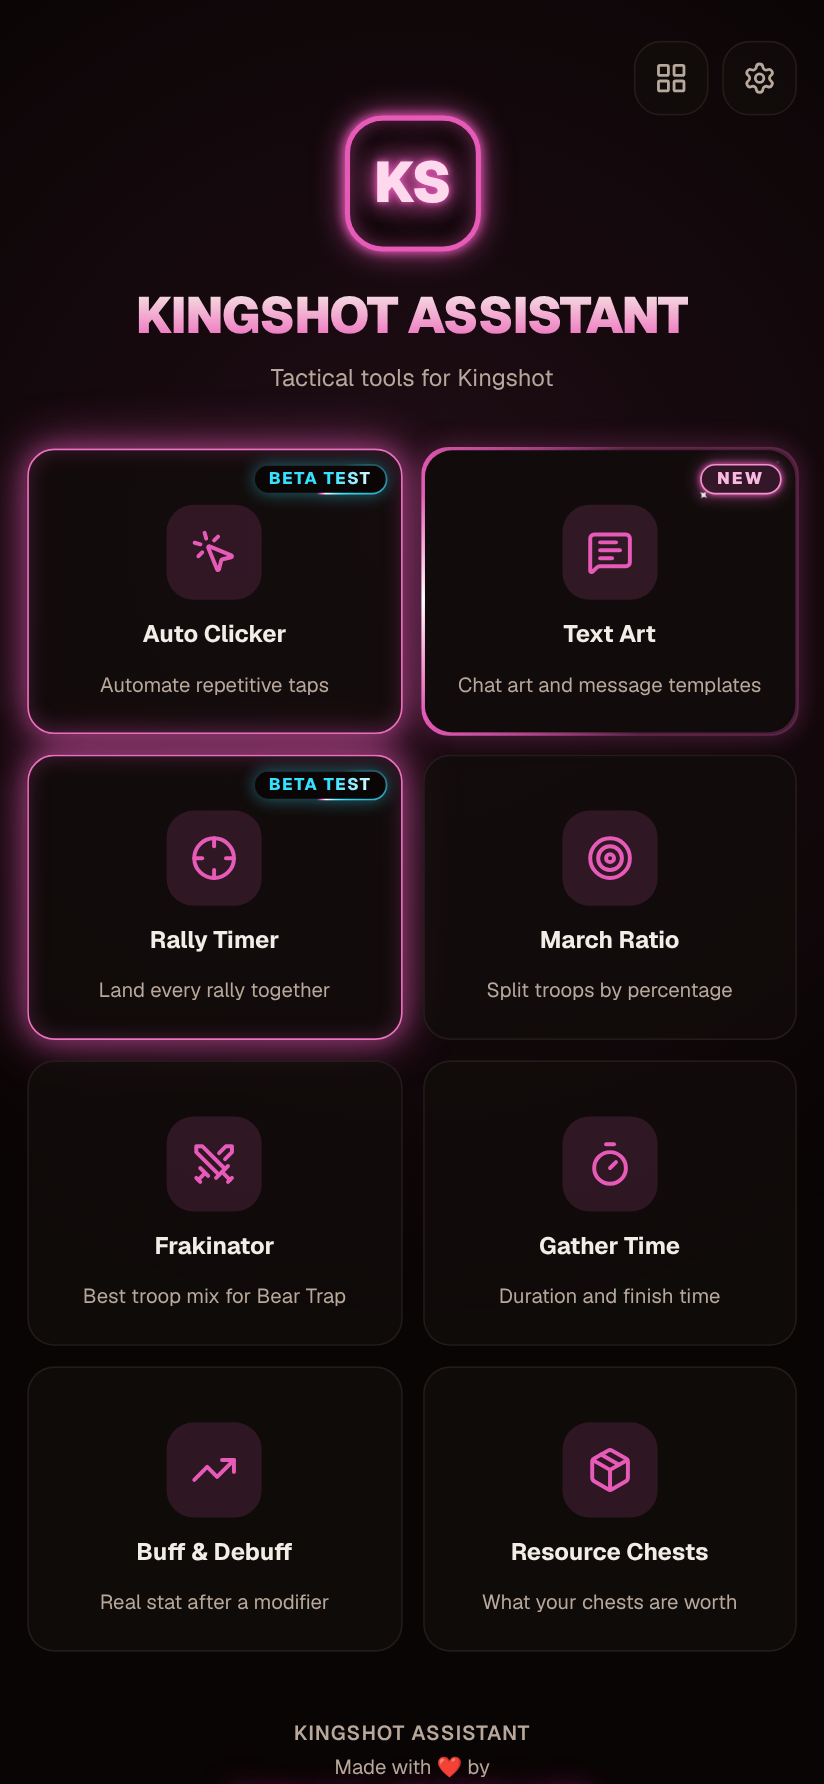 KS
KINGSHOT ASSISTANT
Tactical tools for Kingshot
BETA TEST
Auto Clicker
Automate repetitive taps
NEW
Text Art
Chat art and message templates
BETA TEST
Rally Timer
Land every rally together
March Ratio
Split troops by percentage
Frakinator
Best troop mix for Bear Trap
Gather Time
Duration and finish time
Buff & Debuff
Real stat after a modifier
Resource Chests
What your chests are worth
KINGSHOT ASSISTANT
Made with ❤️ by